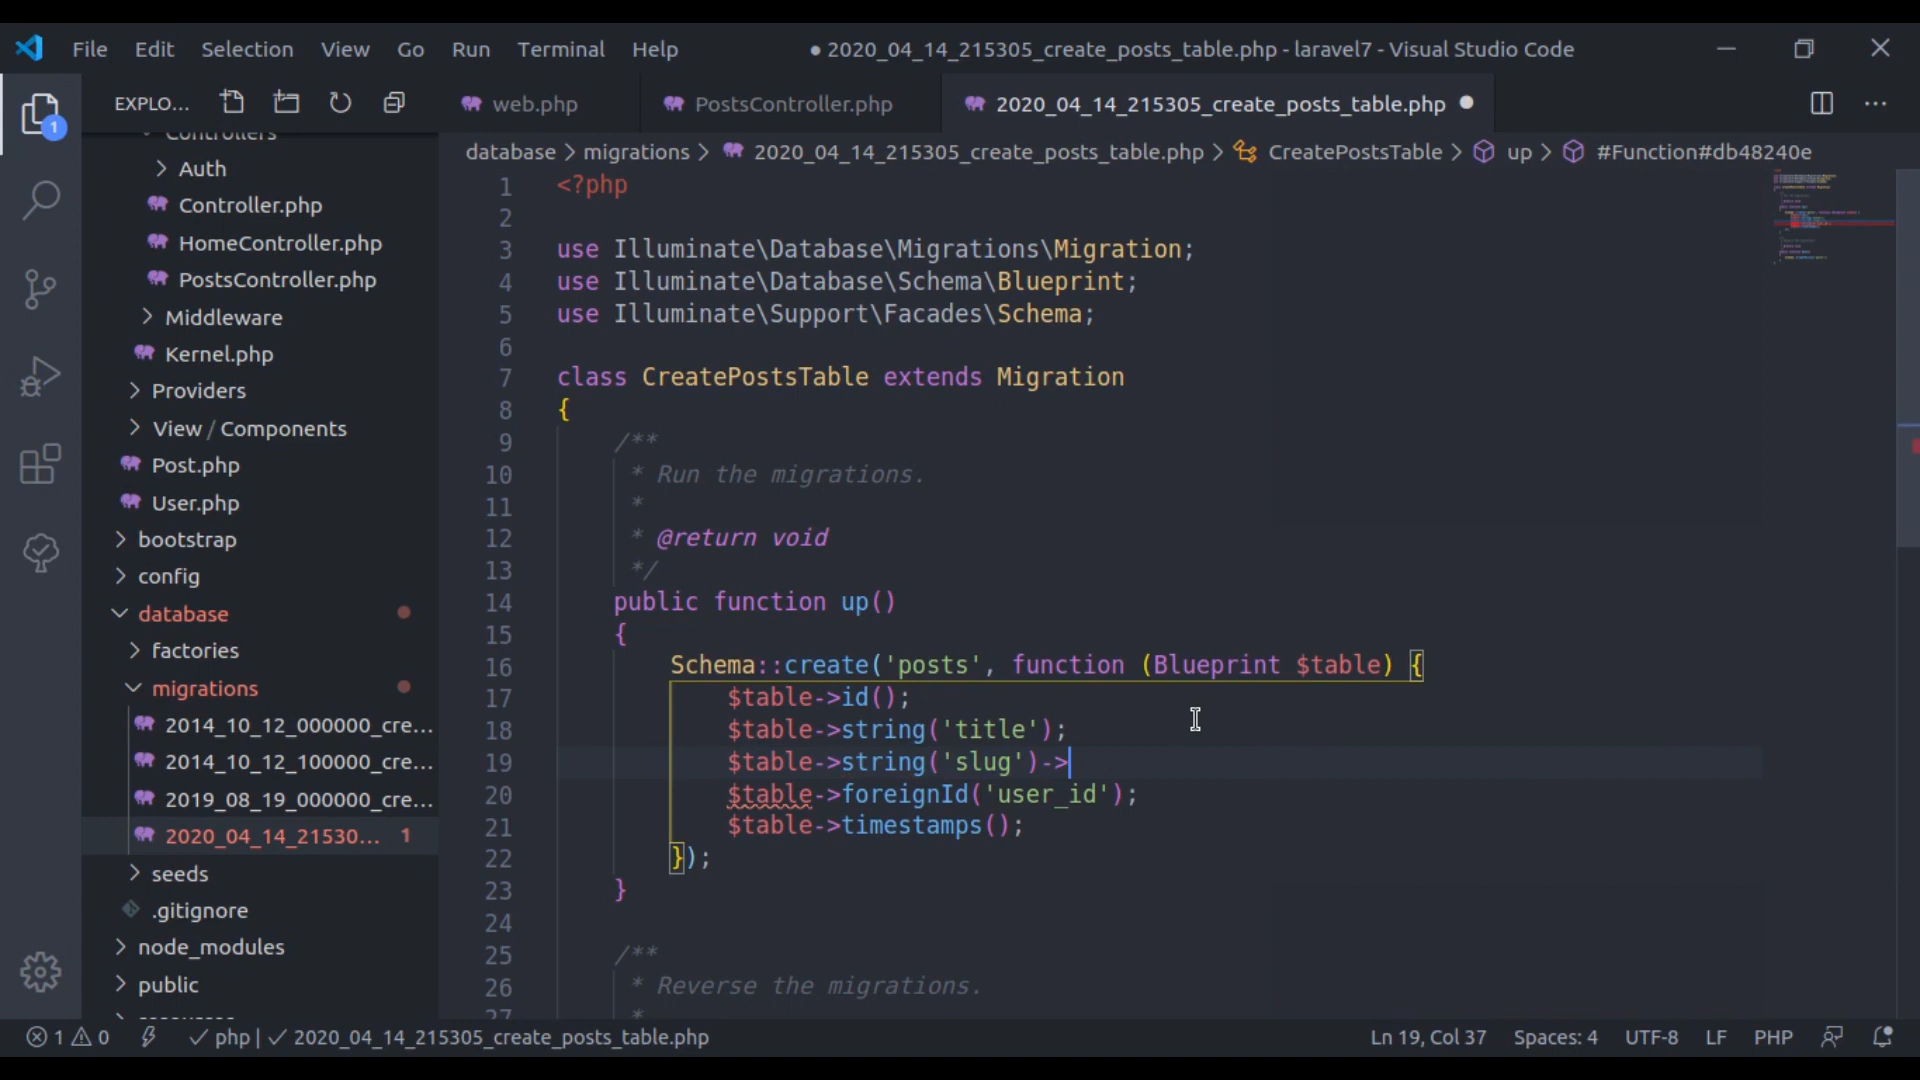 File Edit Selection View Go Run Terminal Help ● 2020_04_14_215305_create_posts_table.php - laravel7 - Visual Studio Code
EXPLO...
web.php PostsController.php 2020_04_14_215305_create_posts_table.php ●
database > migrations > 2020_04_14_215305_create_posts_table.php > CreatePostsTable > up > #Function#db48240e
Controllers
> Auth
Controller.php
HomeController.php
PostsController.php
> Middleware
Kernel.php
> Providers
> View / Components
Post.php
User.php
> bootstrap
> config
database
> factories
migrations
2014_10_12_000000_cre...
2014_10_12_100000_cre...
2019_08_19_000000_cre...
2020_04_14_21530... 1
> seeds
.gitignore
> node_modules
> public
1
1 <?php
2
3 use Illuminate\Database\Migrations\Migration;
4 use Illuminate\Database\Schema\Blueprint;
5 use Illuminate\Support\Facades\Schema;
6
7 class CreatePostsTable extends Migration
8 {
9 /**
10 * Run the migrations.
11 *
12 * @return void
13 */
14 public function up()
15 {
16 Schema::create('posts', function (Blueprint $table) {
17 $table->id();
18 $table->string('title');
19 $table->string('slug')->
20 $table->foreignId('user_id');
21 $table->timestamps();
22 });
23 }
24
25 /**
26 * Reverse the migrations.
27 *
1 0 php | 2020_04_14_215305_create_posts_table.php Ln 19, Col 37 Spaces: 4 UTF-8 LF PHP